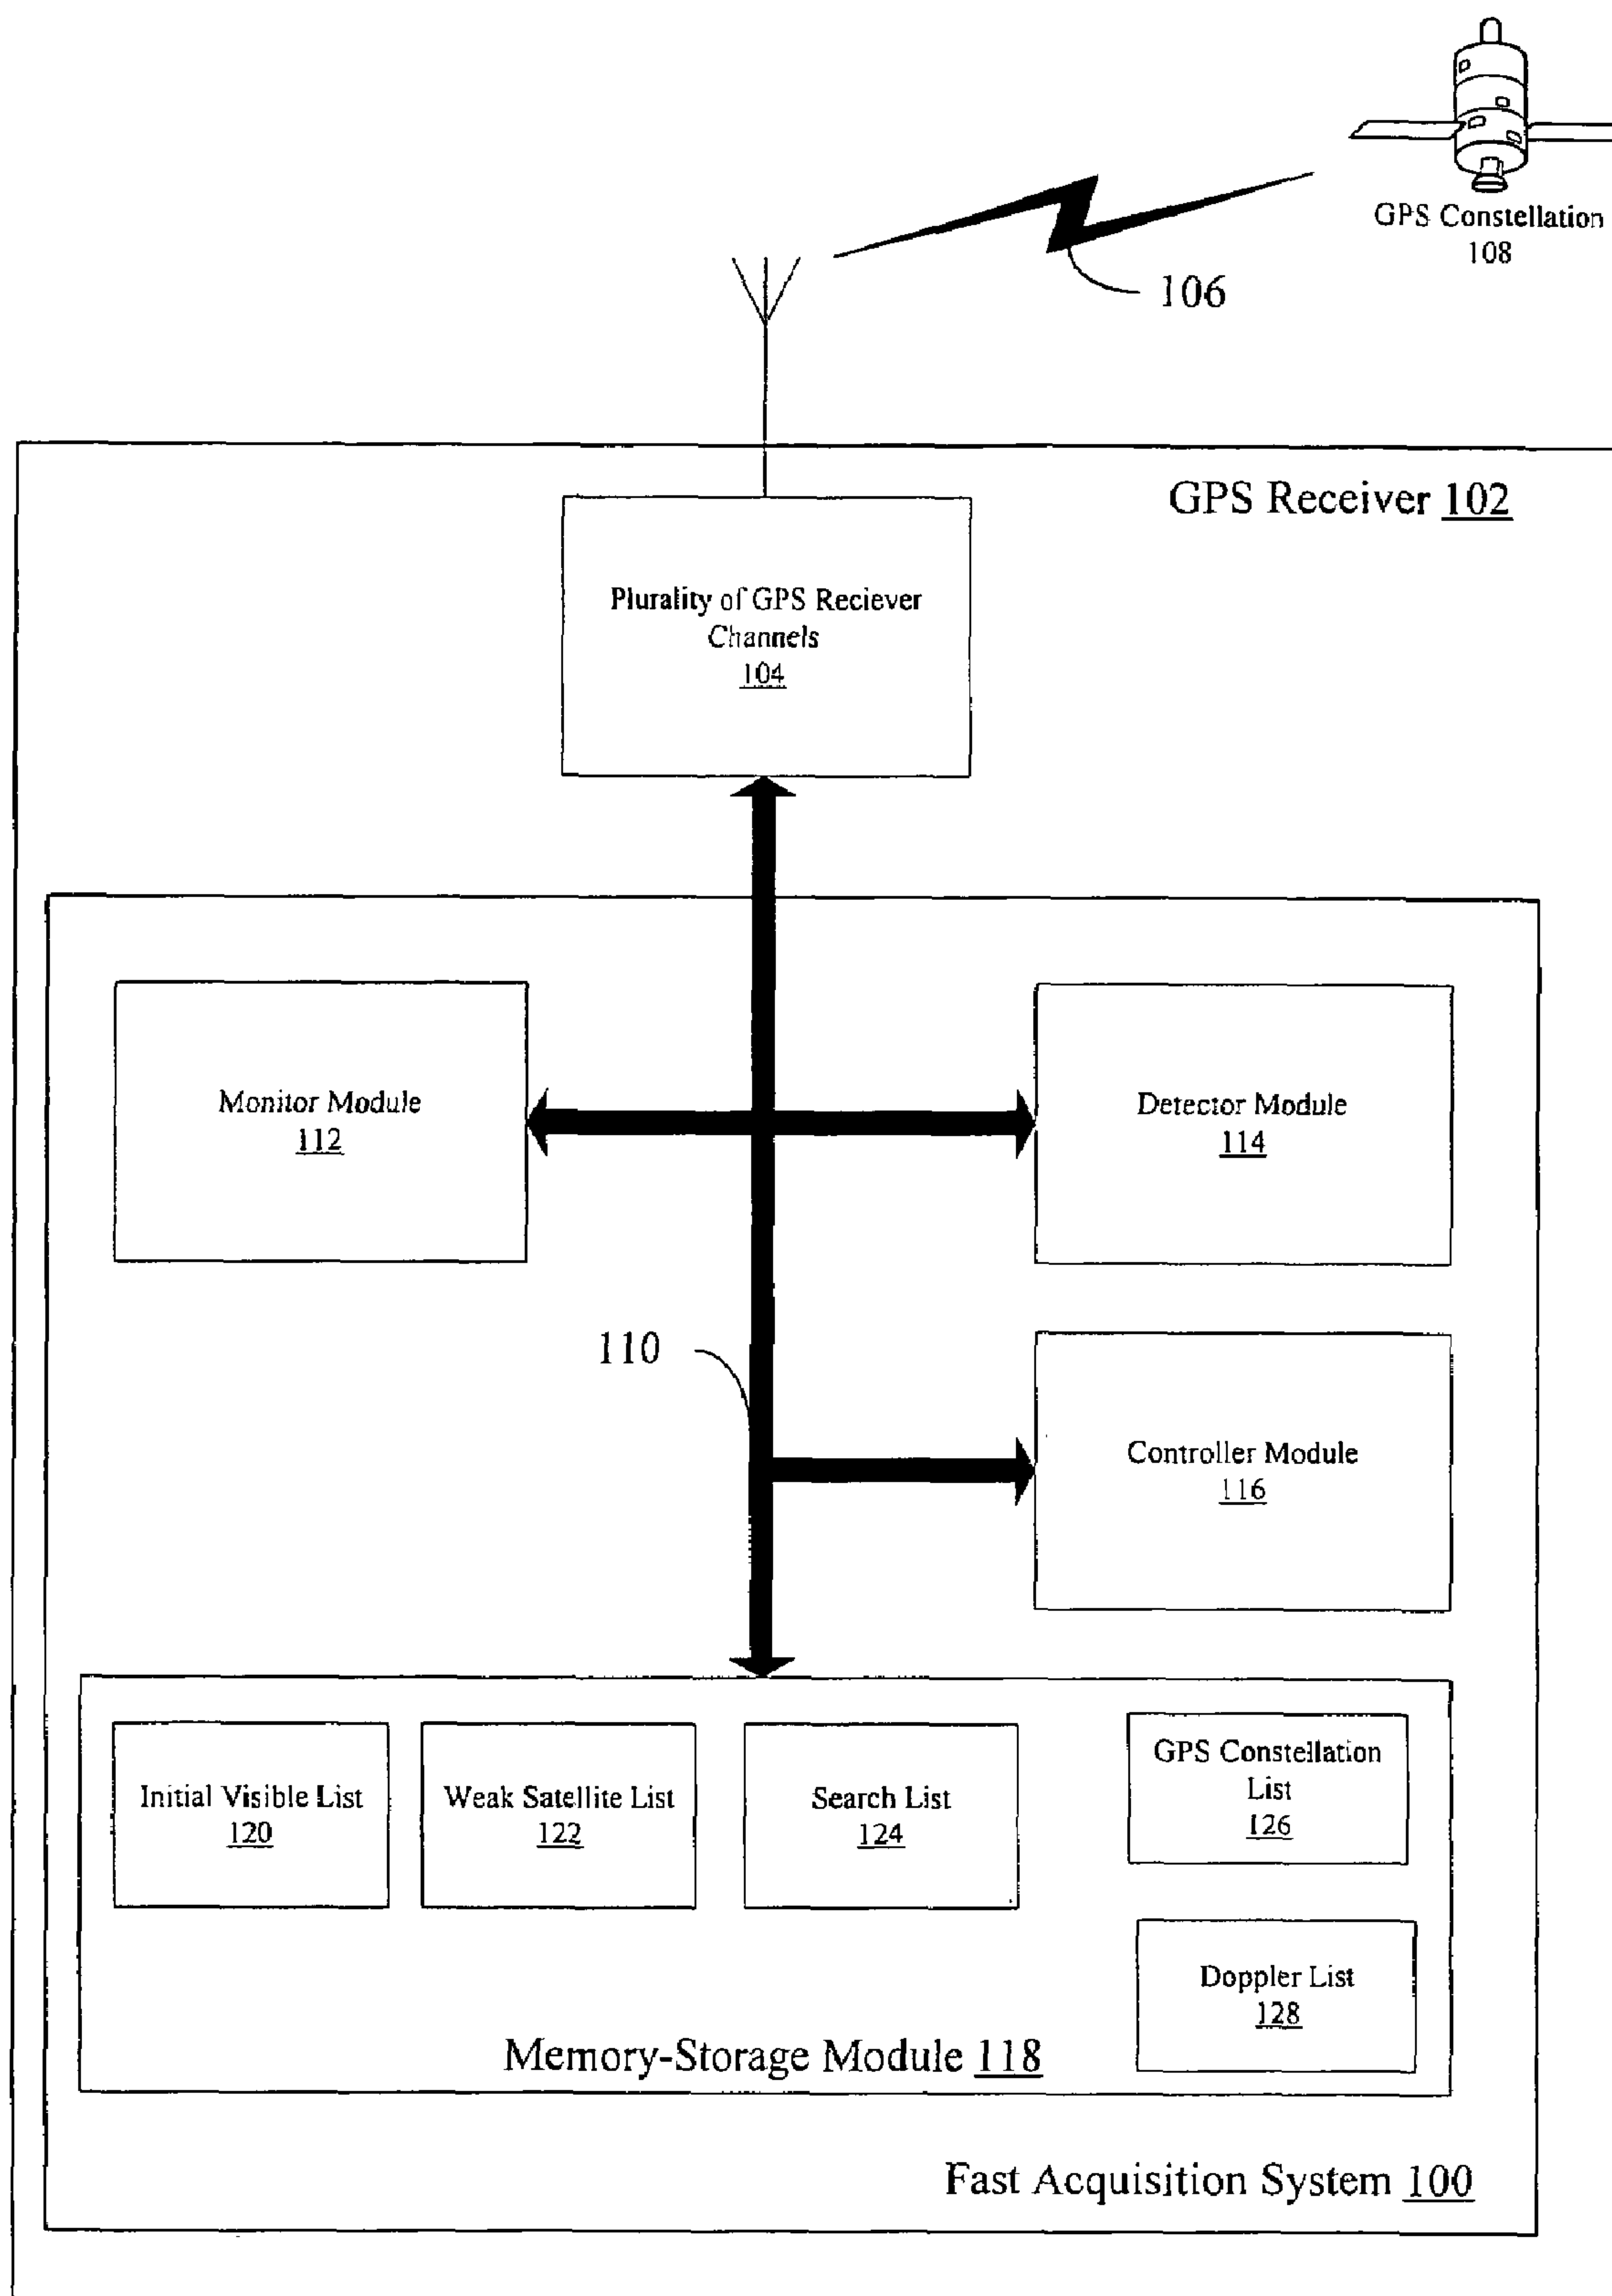 GPS Constellation
108
106
GPS Receiver 102
Plurality of GPS Reciever
Channels
104
Monitor Module
112
Detector Module
114
110
Controller Module
116
Initial Visible List
120
Weak Satellite List
122
Search List
124
GPS Constellation
List
126
Doppler List
128
Memory-Storage Module 118
Fast Acquisition System 100